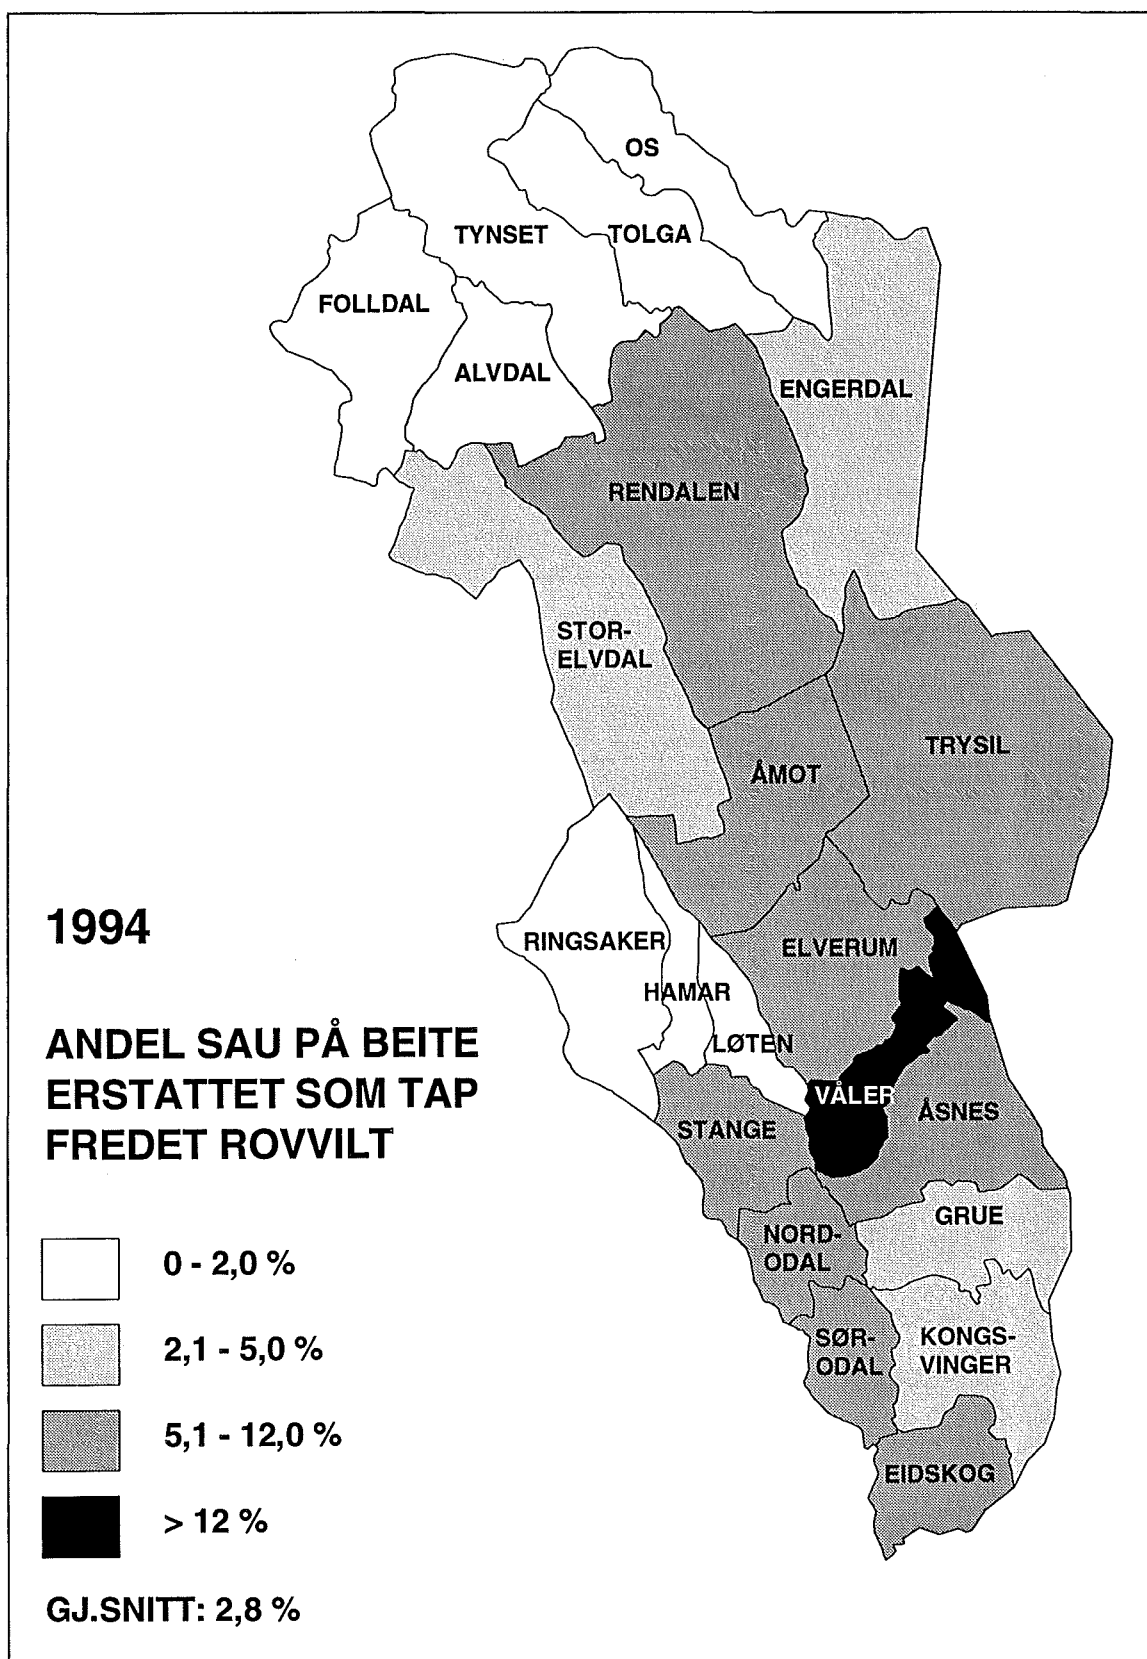 OS
TYNSET
TOLGA
FOLLDAL
ALVDAL
ENGERDAL
RENDALEN
STOR-
ELVDAL
TRYSIL
ÅMOT
1994
RINGSAKER
ELVERUM
HAMAR
LØTEN
ANDEL SAU PÅ BEITE
ERSTATTET SOM TAP
FREDET ROVVILT
VÅLER
ÅSNES
STANGE
GRUE
NORD-
ODAL
SØR-
ODAL
KONGS-
VINGER
EIDSKOG
0 - 2,0 %
2,1 - 5,0 %
5,1 - 12,0 %
> 12 %
GJ.SNITT: 2,8 %